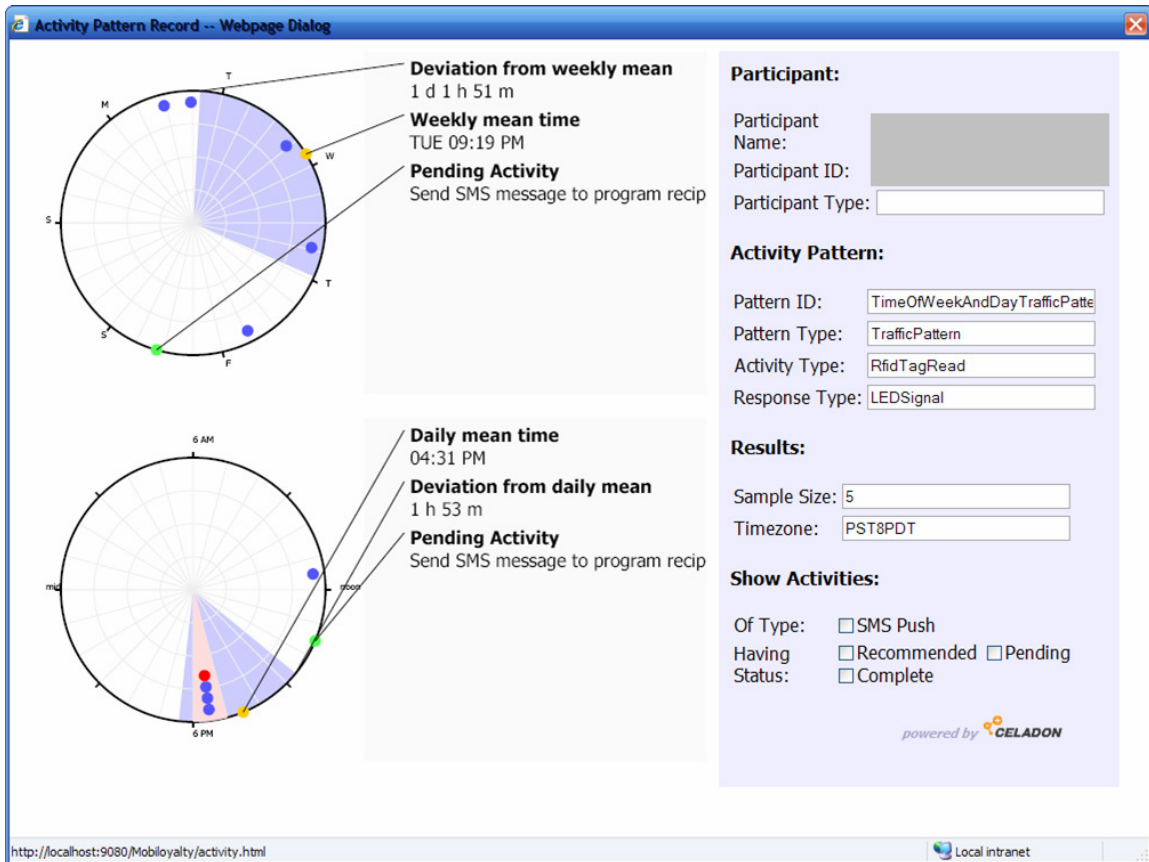 Activity Pattern Record -- Webpage Dialog
T
M
W
S
T
S
F
Deviation from weekly mean
1 d 1 h 51 m
Weekly mean time
TUE 09:19 PM
Pending Activity
Send SMS message to program recip
6 AM
noon
6 PM
Daily mean time
04:31 PM
Deviation from daily mean
1 h 53 m
Pending Activity
Send SMS message to program recip
Participant:
Participant
Name:
Participant ID:
Participant Type:
Activity Pattern:
Pattern ID: TimeOfWeekAndDayTrafficPatte
Pattern Type: TrafficPattern
Activity Type: RfidTagRead
Response Type: LEDSignal
Results:
Sample Size: 5
Timezone: PST8PDT
Show Activities:
Of Type: SMS Push
Having Recommended Pending
Status: Complete
powered by CELADON
http://localhost:9080/Mobiloyalty/activity.html
Local intranet